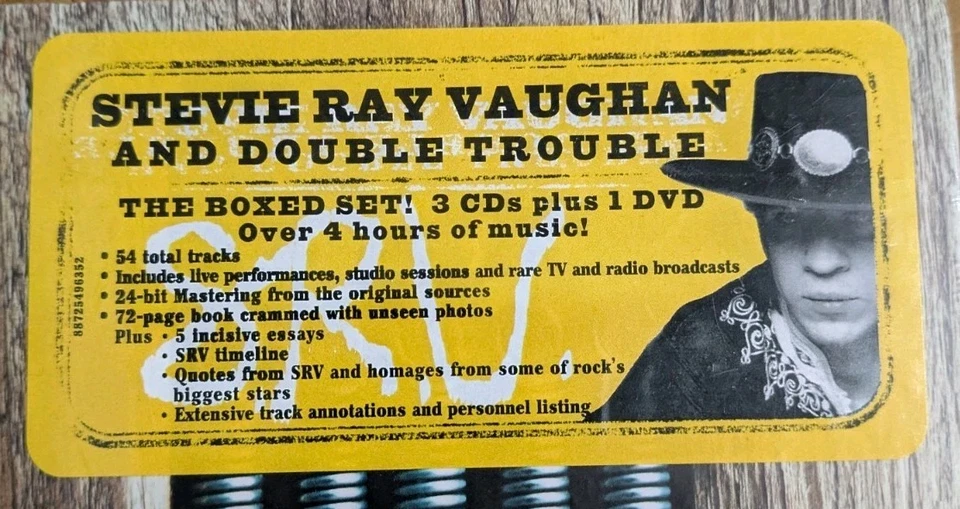 STEVIE RAY VAUGHAN
AND DOUBLE TROUBLE
THE BOXED SET! 3 CDs plus 1 DVD
Over 4 hours of music!
• 54 total tracks
• Includes live performances, studio sessions and rare TV and radio broadcasts
• 24-bit Mastering from the original sources
• 72-page book crammed with unseen photos
Plus • 5 incisive essays
• SRV timeline
• Quotes from SRV and homages from some of rock's
biggest stars
• Extensive track annotations and personnel listing
SRV.
88725496352